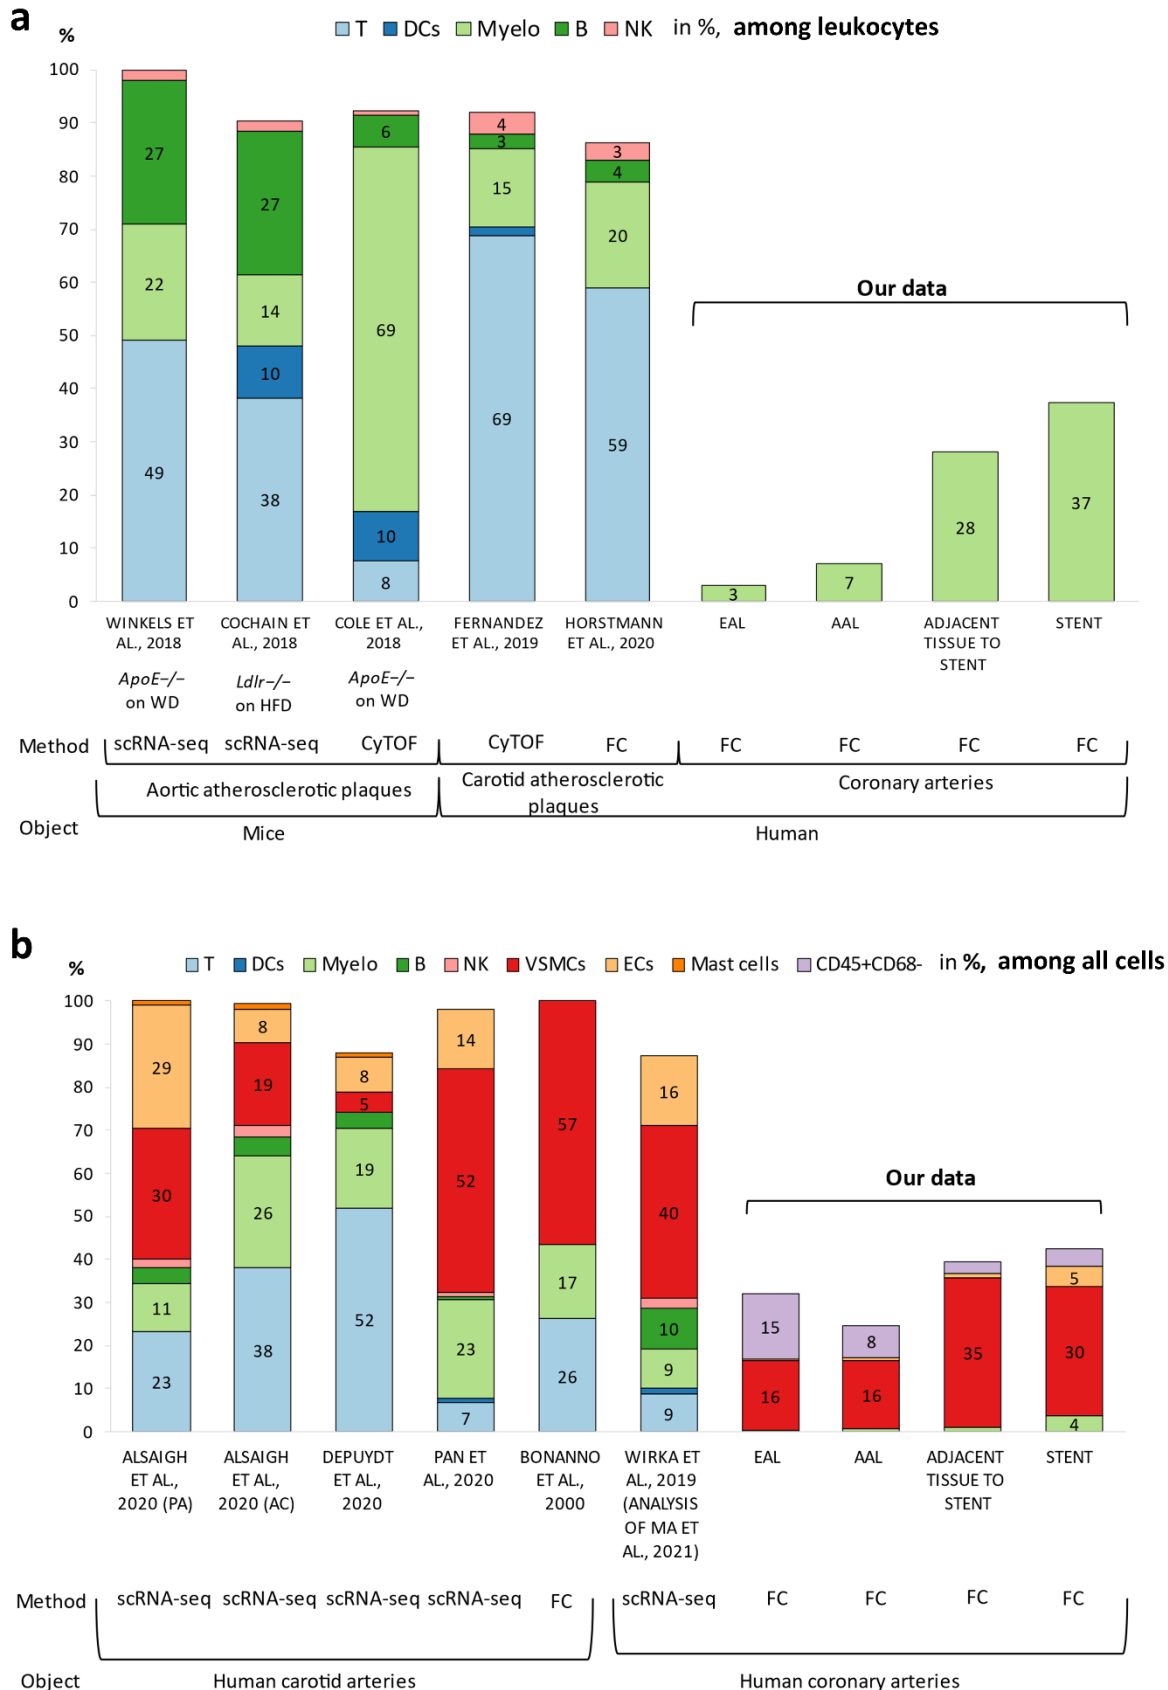 a
% T DCs Myelo B NK in %, among leukocytes
100
90
80
70
60
50
40
30
20
10
0
2
27
22
49
27
14
10
38
6
69
10
8
4
3
15
69
3
4
20
59
Our data
3
7
28
37
WINKELS ET AL., 2018
COCHAIN ET AL., 2018
COLE ET AL., 2018
FERNANDEZ ET AL., 2019
HORSTMANN ET AL., 2020
EAL
AAL
ADJACENT TISSUE TO STENT
STENT
ApoE−/− on WD
Ldlr−/− on HFD
ApoE−/− on WD
Method scRNA-seq scRNA-seq CyTOF CyTOF FC FC FC FC FC
Aortic atherosclerotic plaques
Carotid atherosclerotic plaques
Coronary arteries
Object Mice Human
b
% T DCs Myelo B NK VSMCs ECs Mast cells CD45+CD68- in %, among all cells
100
90
80
70
60
50
40
30
20
10
0
29
30
11
23
8
19
26
38
8
5
19
52
14
52
23
7
57
17
26
16
40
10
9
9
Our data
15
16
8
16
35
5
30
4
ALSAIGH ET AL., 2020 (PA)
ALSAIGH ET AL., 2020 (AC)
DEPUYDT ET AL., 2020
PAN ET AL., 2020
BONANNO ET AL., 2000
WIRKA ET AL., 2019 (ANALYSIS OF MA ET AL., 2021)
EAL
AAL
ADJACENT TISSUE TO STENT
STENT
Method scRNA-seq scRNA-seq scRNA-seq scRNA-seq FC scRNA-seq FC FC FC FC
Object Human carotid arteries Human coronary arteries